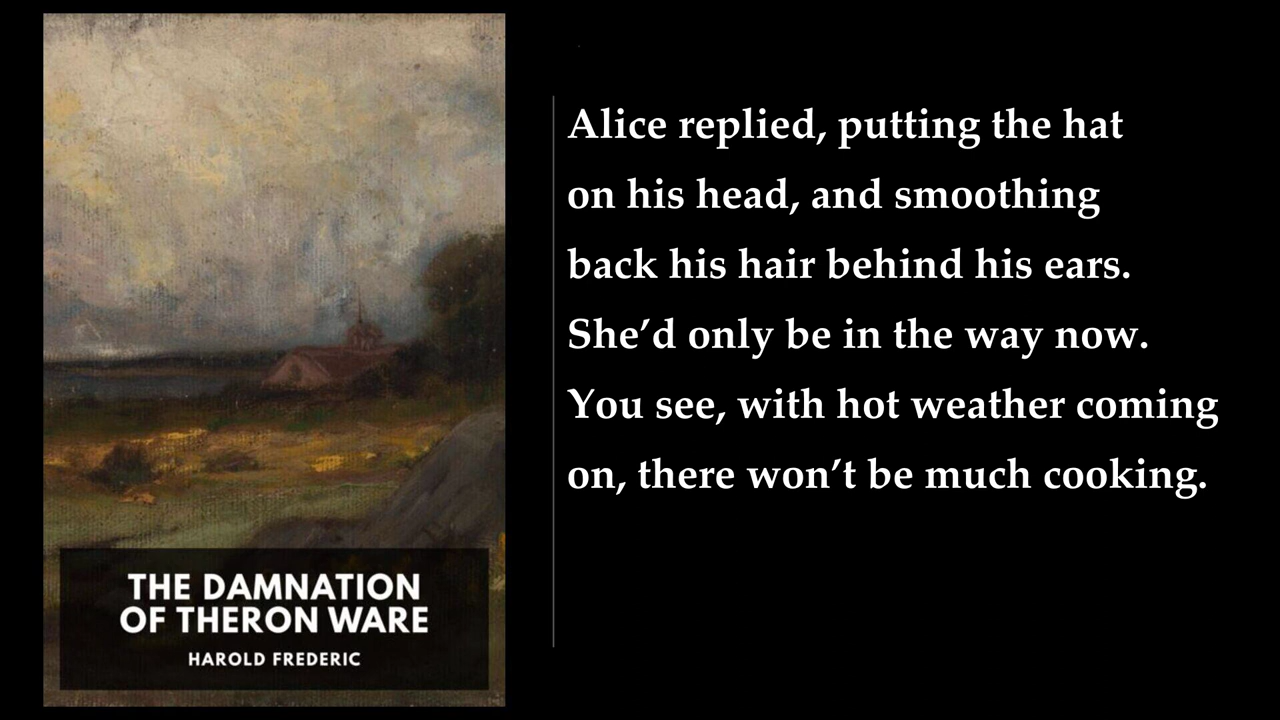 THE DAMNATION
OF THERON WARE
HAROLD FREDERIC
Alice replied, putting the hat
on his head, and smoothing
back his hair behind his ears.
She’d only be in the way now.
You see, with hot weather coming
on, there won’t be much cooking.